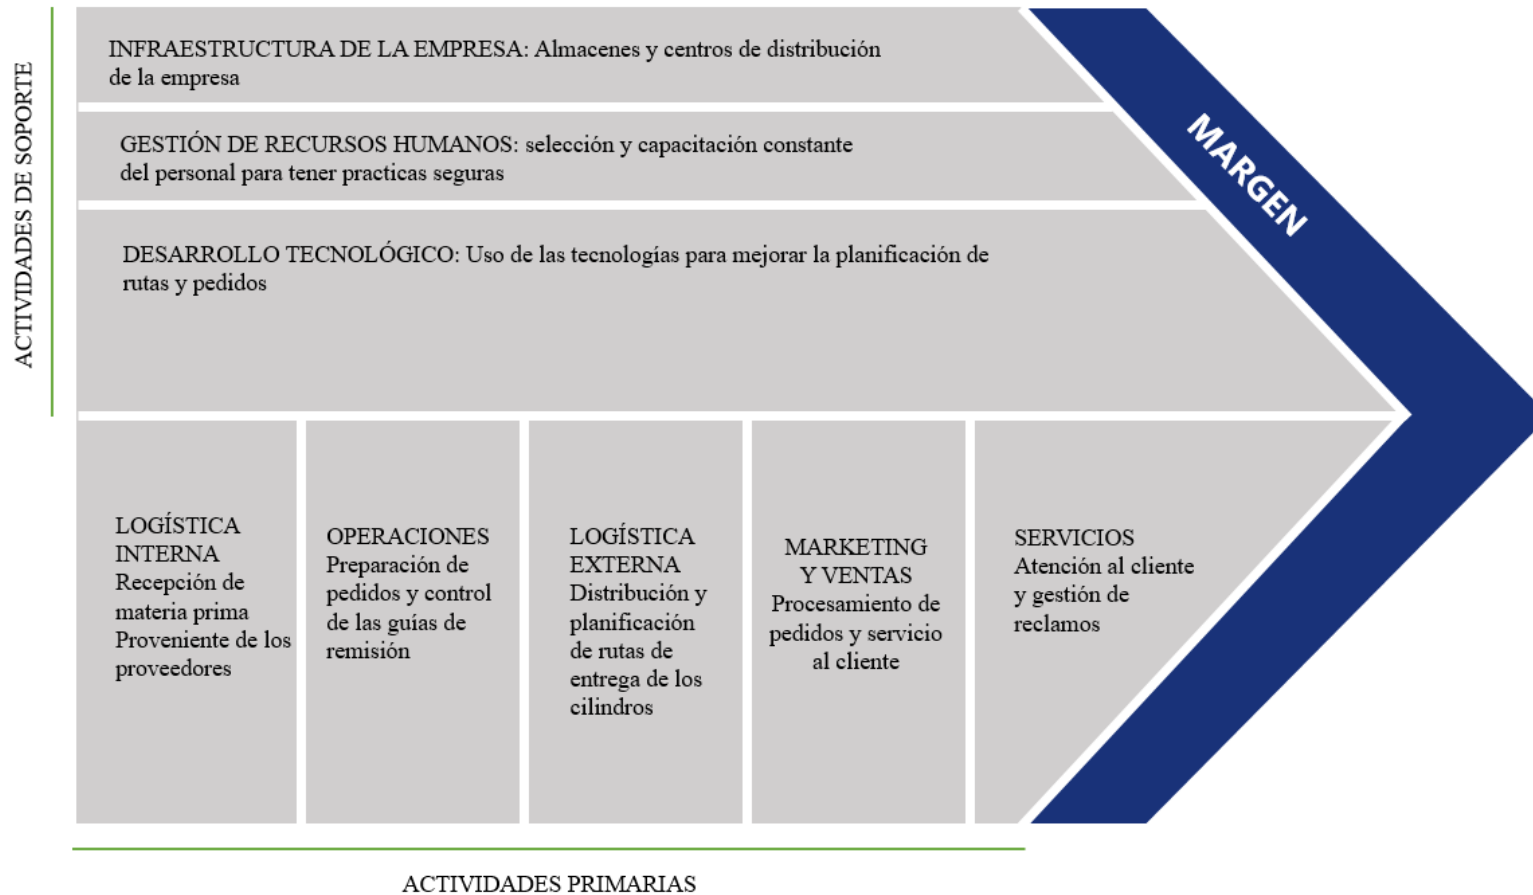 ACTIVIDADES DE SOPORTE
INFRAESTRUCTURA DE LA EMPRESA: Almacenes y centros de distribución
de la empresa
GESTIÓN DE RECURSOS HUMANOS: selección y capacitación constante
del personal para tener practicas seguras
DESARROLLO TECNOLÓGICO: Uso de las tecnologías para mejorar la planificación de
rutas y pedidos
MARGEN
LOGÍSTICA
INTERNA
Recepción de
materia prima
Proveniente de los
proveedores
OPERACIONES
Preparación de
pedidos y control
de las guías de
remisión
LOGÍSTICA
EXTERNA
Distribución y
planificación
de rutas de
entrega de los
cilindros
MARKETING
Y VENTAS
Procesamiento de
pedidos y servicio
al cliente
SERVICIOS
Atención al cliente
y gestión de
reclamos
ACTIVIDADES PRIMARIAS